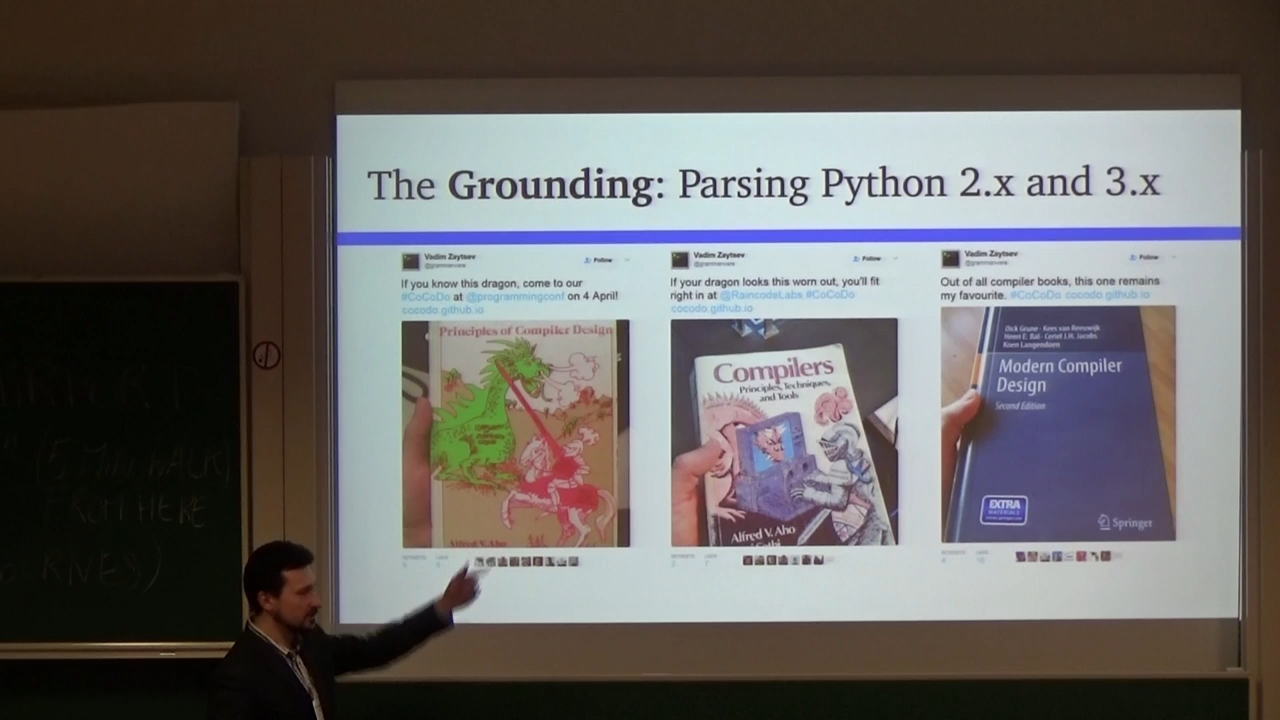 The Grounding: Parsing Python 2.x and 3.x
Vadim Zaytsev
@grammarware
Follow
If you know this dragon, come to our
#CoCoDo at @programmingconf on 4 April!
cocodo.github.io
Principles of Compiler Design
Alfred V. Aho
Vadim Zaytsev
@grammarware
Follow
If your dragon looks this worn out, you'll fit
right in at @RaincodeLabs #CoCoDo
cocodo.github.io
Compilers
Principles, Techniques,
and Tools
Alfred V. Aho
Vadim Zaytsev
@grammarware
Follow
Out of all compiler books, this one remains
my favourite. #CoCoDo cocodo.github.io
Dick Grune · Kees van Reeuwijk
Henri E. Bal · Ceriel J.H. Jacobs
Koen Langendoen
Modern Compiler
Design
Second Edition
EXTRA
MATERIALS
Springer
WALK)
FROM HERE